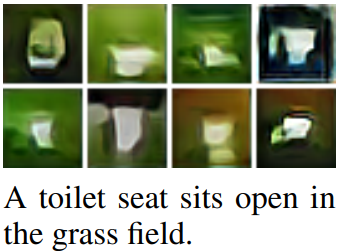 A toilet seat sits open in
the grass field.